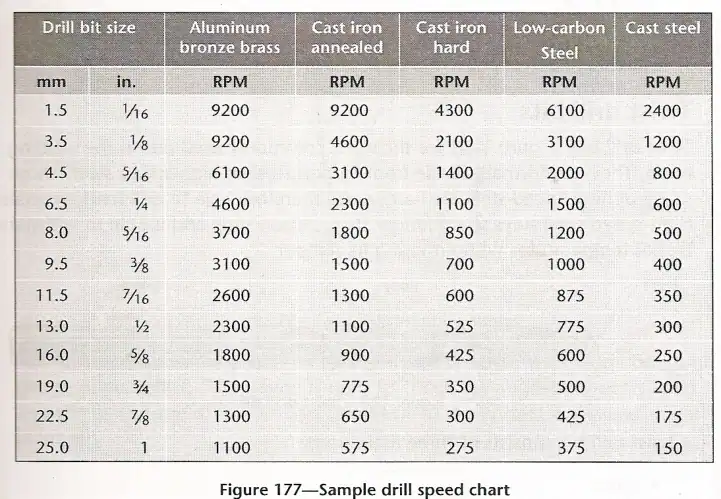 Drill bit size Aluminum bronze brass Cast iron annealed Cast iron hard Low-carbon Steel Cast steel
mm in. RPM RPM RPM RPM RPM
1.5 1/16 9200 9200 4300 6100 2400
3.5 1/8 9200 4600 2100 3100 1200
4.5 5/16 6100 3100 1400 2000 800
6.5 1/4 4600 2300 1100 1500 600
8.0 5/16 3700 1800 850 1200 500
9.5 3/8 3100 1500 700 1000 400
11.5 7/16 2600 1300 600 875 350
13.0 1/2 2300 1100 525 775 300
16.0 5/8 1800 900 425 600 250
19.0 3/4 1500 775 350 500 200
22.5 7/8 1300 650 300 425 175
25.0 1 1100 575 275 375 150
Figure 177—Sample drill speed chart